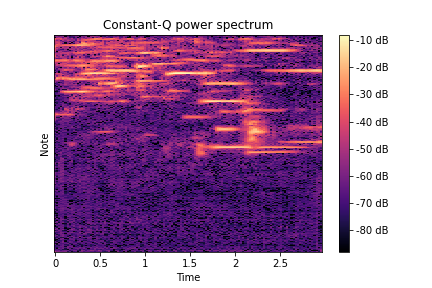 Constant-Q power spectrum
Note
-10 dB
-20 dB
-30 dB
-40 dB
-50 dB
-60 dB
-70 dB
-80 dB
0
0.5
1
1.5
2
2.5
Time